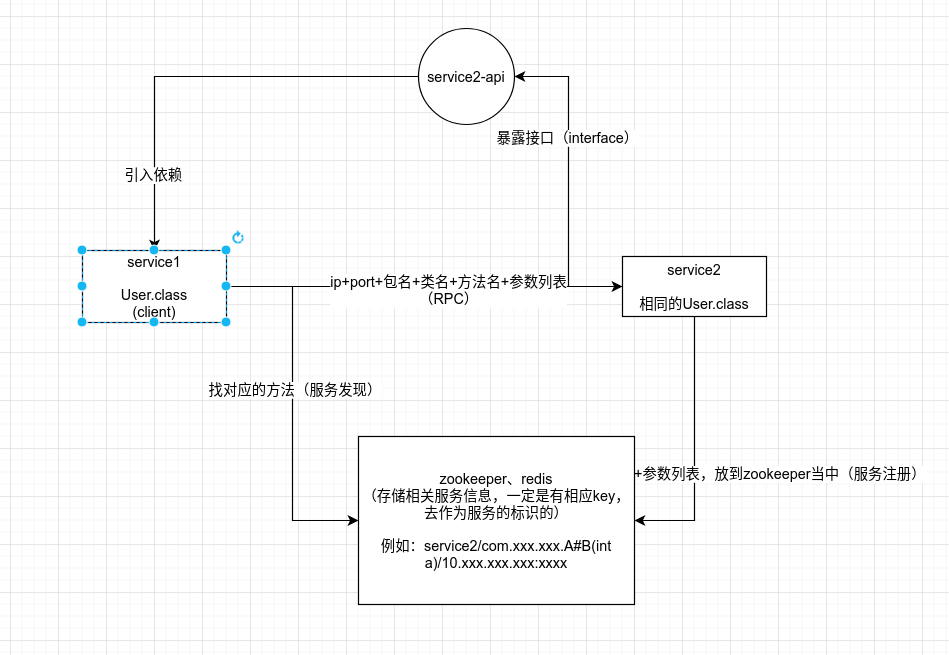 service2-api
暴露接口（interface）
引入依赖
service1
User.class
(client)
ip+port+包名+类名+方法名+参数列表
（RPC）
service2
相同的User.class
找对应的方法（服务发现）
+参数列表，放到zookeeper当中（服务注册）
zookeeper、redis
（存储相关服务信息，一定是有相应key，
去作为服务的标识的）
例如：service2/com.xxx.xxx.A#B(int
a)/10.xxx.xxx.xxx:xxxx